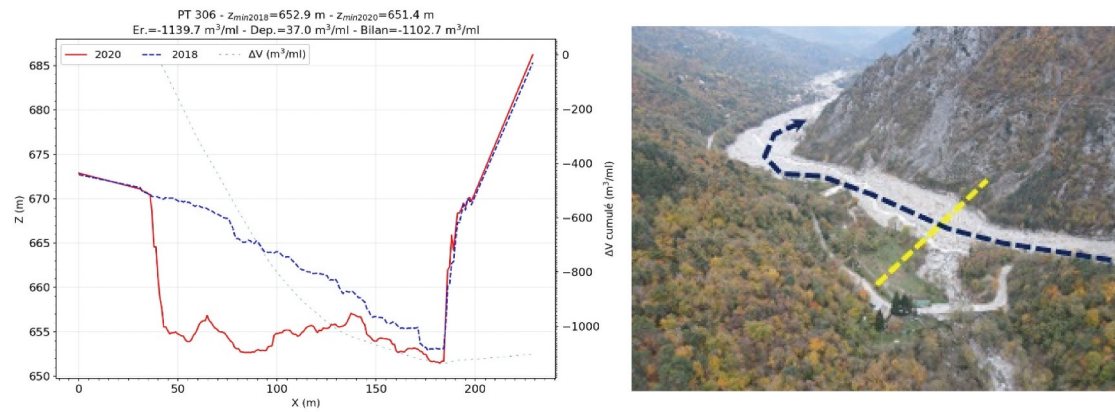 PT 306 - zmin2018=652.9 m - zmin2020=651.4 m
Er.=-1139.7 m³/ml - Dep.=37.0 m³/ml - Bilan=-1102.7 m³/ml
2020 2018 ΔV (m³/ml)
685
680
675
670
665
660
655
650
Z (m)
0
−200
−400
−600
−800
−1000
ΔV cumulé (m³/ml)
0 50 100 150 200
X (m)